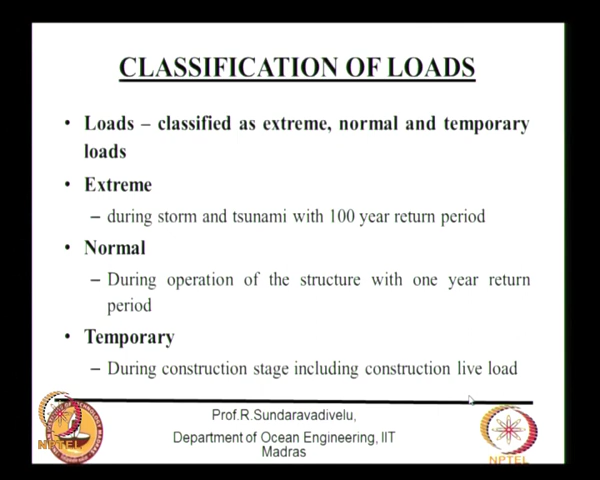 CLASSIFICATION OF LOADS
• Loads – classified as extreme, normal and temporary
loads
• Extreme
– during storm and tsunami with 100 year return period
• Normal
– During operation of the structure with one year return
period
• Temporary
– During construction stage including construction live load
Prof.R.Sundaravadivelu,
Department of Ocean Engineering, IIT
Madras
NPTEL
NPTEL